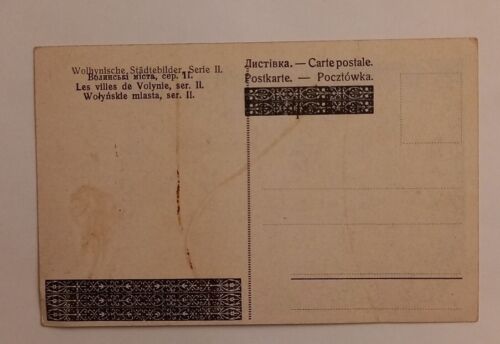 Wolhynische Städtebilder, Serie II.
Волинські міста, сер. II.
Les villes de Volynie, ser. II.
Wołyńskie miasta, ser. II.
Листівка. — Carte postale.
Postkarte. — Pocztówka.